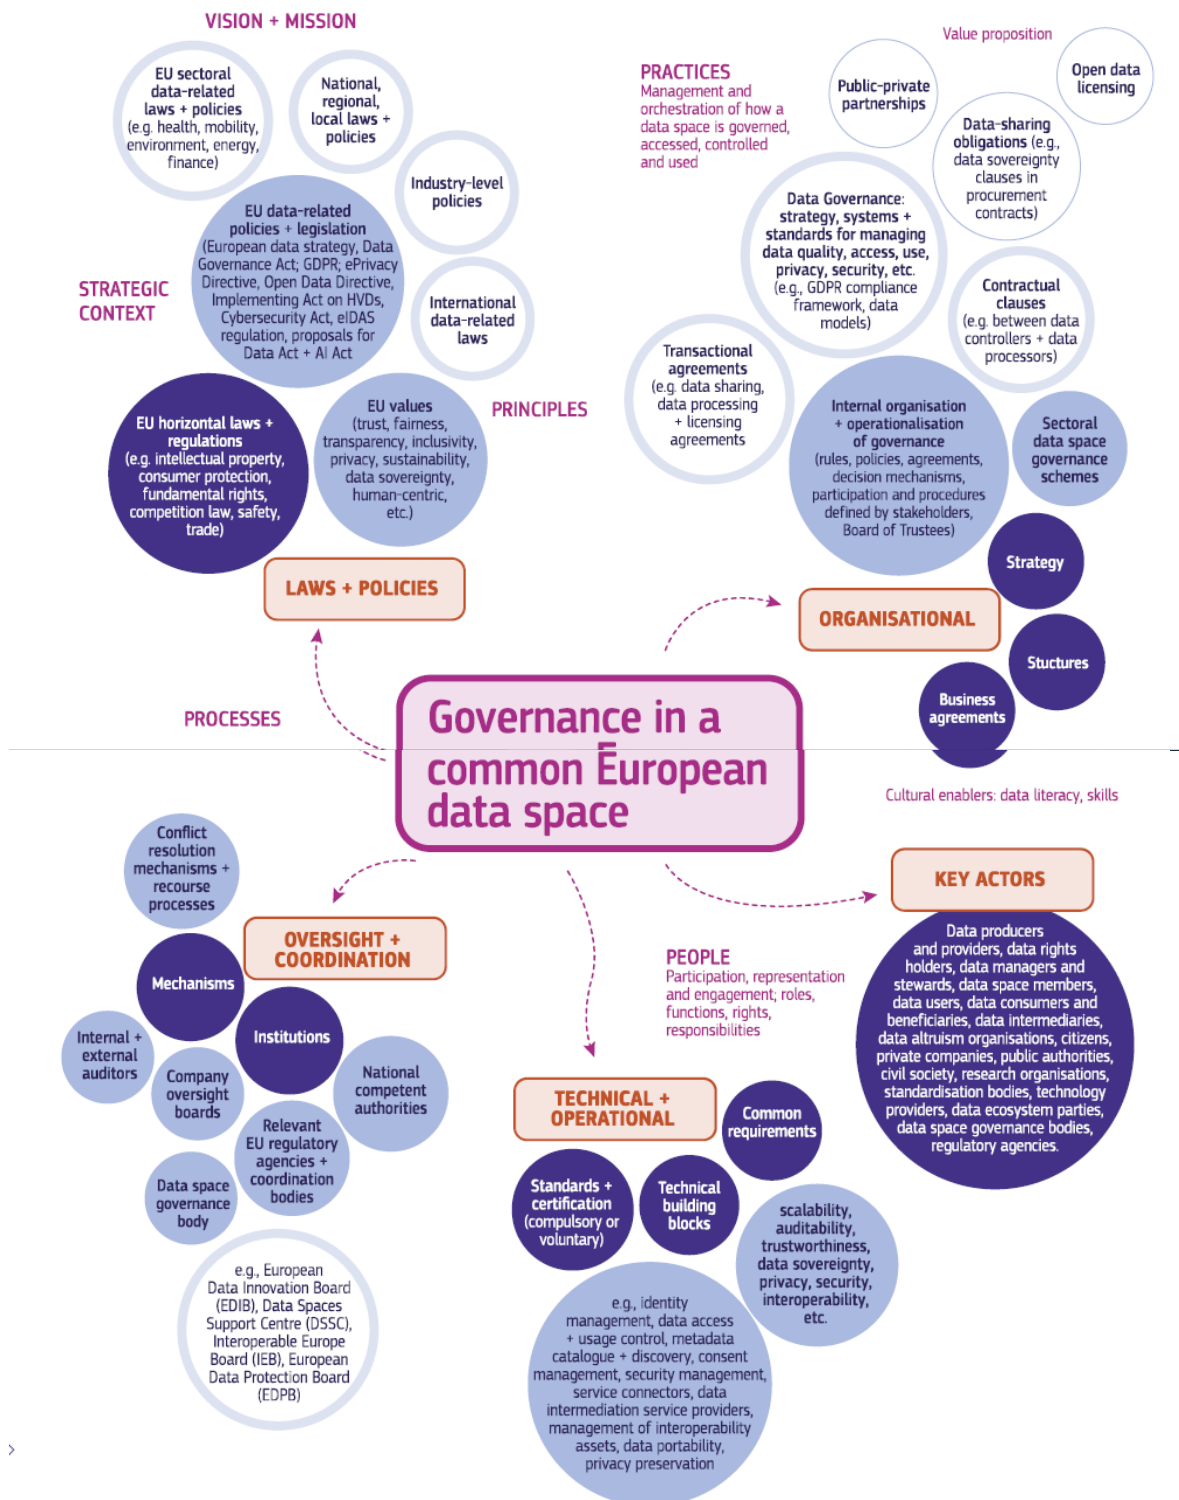 VISION + MISSION
EU sectoral
data-related
laws + policies
(e.g. health, mobility,
environment, energy,
finance)
National,
regional,
local laws +
policies
Industry-level
policies
EU data-related
policies + legislation
(European data strategy, Data
Governance Act; GDPR; ePrivacy
Directive, Open Data Directive,
Implementing Act on HVDs,
Cybersecurity Act, eIDAS
regulation, proposals for
Data Act + AI Act
STRATEGIC
CONTEXT
International
data-related
laws
EU horizontal laws +
regulations
(e.g. intellectual property,
consumer protection,
fundamental rights,
competition law, safety,
trade)
EU values
(trust, fairness,
transparency, inclusivity,
privacy, sustainability,
data sovereignty,
human-centric,
etc.)
PRINCIPLES
LAWS + POLICIES
PROCESSES
Value proposition
PRACTICES
Management and
orchestration of how a
data space is governed,
accessed, controlled
and used
Public-private
partnerships
Open data
licensing
Data-sharing
obligations (e.g.,
data sovereignty
clauses in
procurement
contracts)
Data Governance:
strategy, systems +
standards for managing
data quality, access, use,
privacy, security, etc.
(e.g., GDPR compliance
framework, data
models)
Contractual
clauses
(e.g. between data
controllers + data
processors)
Transactional
agreements
(e.g. data sharing,
data processing
+ licensing
agreements
Internal organisation
+ operationalisation
of governance
(rules, policies, agreements,
decision mechanisms,
participation and procedures
defined by stakeholders,
Board of Trustees)
Sectoral
data space
governance
schemes
Strategy
ORGANISATIONAL
Stuctures
Business
agreements
Governance in a
common European
data space
Cultural enablers: data literacy, skills
Conflict
resolution
mechanisms +
recourse
processes
OVERSIGHT +
COORDINATION
Mechanisms
Institutions
Internal +
external
auditors
Company
oversight
boards
National
competent
authorities
Relevant
EU regulatory
agencies +
coordination
bodies
Data space
governance
body
e.g., European
Data Innovation Board
(EDIB), Data Spaces
Support Centre (DSSC),
Interoperable Europe
Board (IEB), European
Data Protection Board
(EDPB)
PEOPLE
Participation, representation
and engagement; roles,
functions, rights,
responsibilities
TECHNICAL +
OPERATIONAL
Common
requirements
Standards +
certification
(compulsory or
voluntary)
Technical
building
blocks
scalability,
auditability,
trustworthiness,
data sovereignty,
privacy, security,
interoperability,
etc.
e.g., identity
management, data access
+ usage control, metadata
catalogue + discovery, consent
management, security management,
service connectors, data
intermediation service providers,
management of interoperability
assets, data portability,
privacy preservation
KEY ACTORS
Data producers
and providers, data rights
holders, data managers and
stewards, data space members,
data users, data consumers and
beneficiaries, data intermediaries,
data altruism organisations, citizens,
private companies, public authorities,
civil society, research organisations,
standardisation bodies, technology
providers, data ecosystem parties,
data space governance bodies,
regulatory agencies.